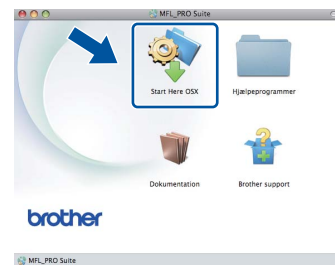 MFL_PRO Suite
Start Here OSX
Hjælpeprogrammer
Dokumentation
Brother support
brother
MFL_PRO Suite